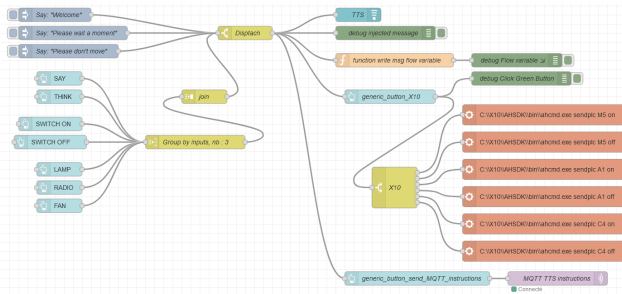 Say: "Welcome"
Say: "Please wait a moment"
Say: "Please don't move"
Displach
TTS
debug injected message
function write msg flow variable
debug Flow variable
debug Click Green Button
generic_button_X10
SAY
THINK
SWITCH ON
SWITCH OFF
LAMP
RADIO
FAN
join
Group by inputs, nb : 3
X10
C:\X10\AHSDK\bin\ahcmd.exe sendplc M5 on
C:\X10\AHSDK\bin\ahcmd.exe sendplc M5 off
C:\X10\AHSDK\bin\ahcmd.exe sendplc A1 on
C:\X10\AHSDK\bin\ahcmd.exe sendplc A1 off
C:\X10\AHSDK\bin\ahcmd.exe sendplc C4 on
C:\X10\AHSDK\bin\ahcmd.exe sendplc C4 off
generic_button_send_MQTT_instructions
MQTT TTS instructions
Connecté